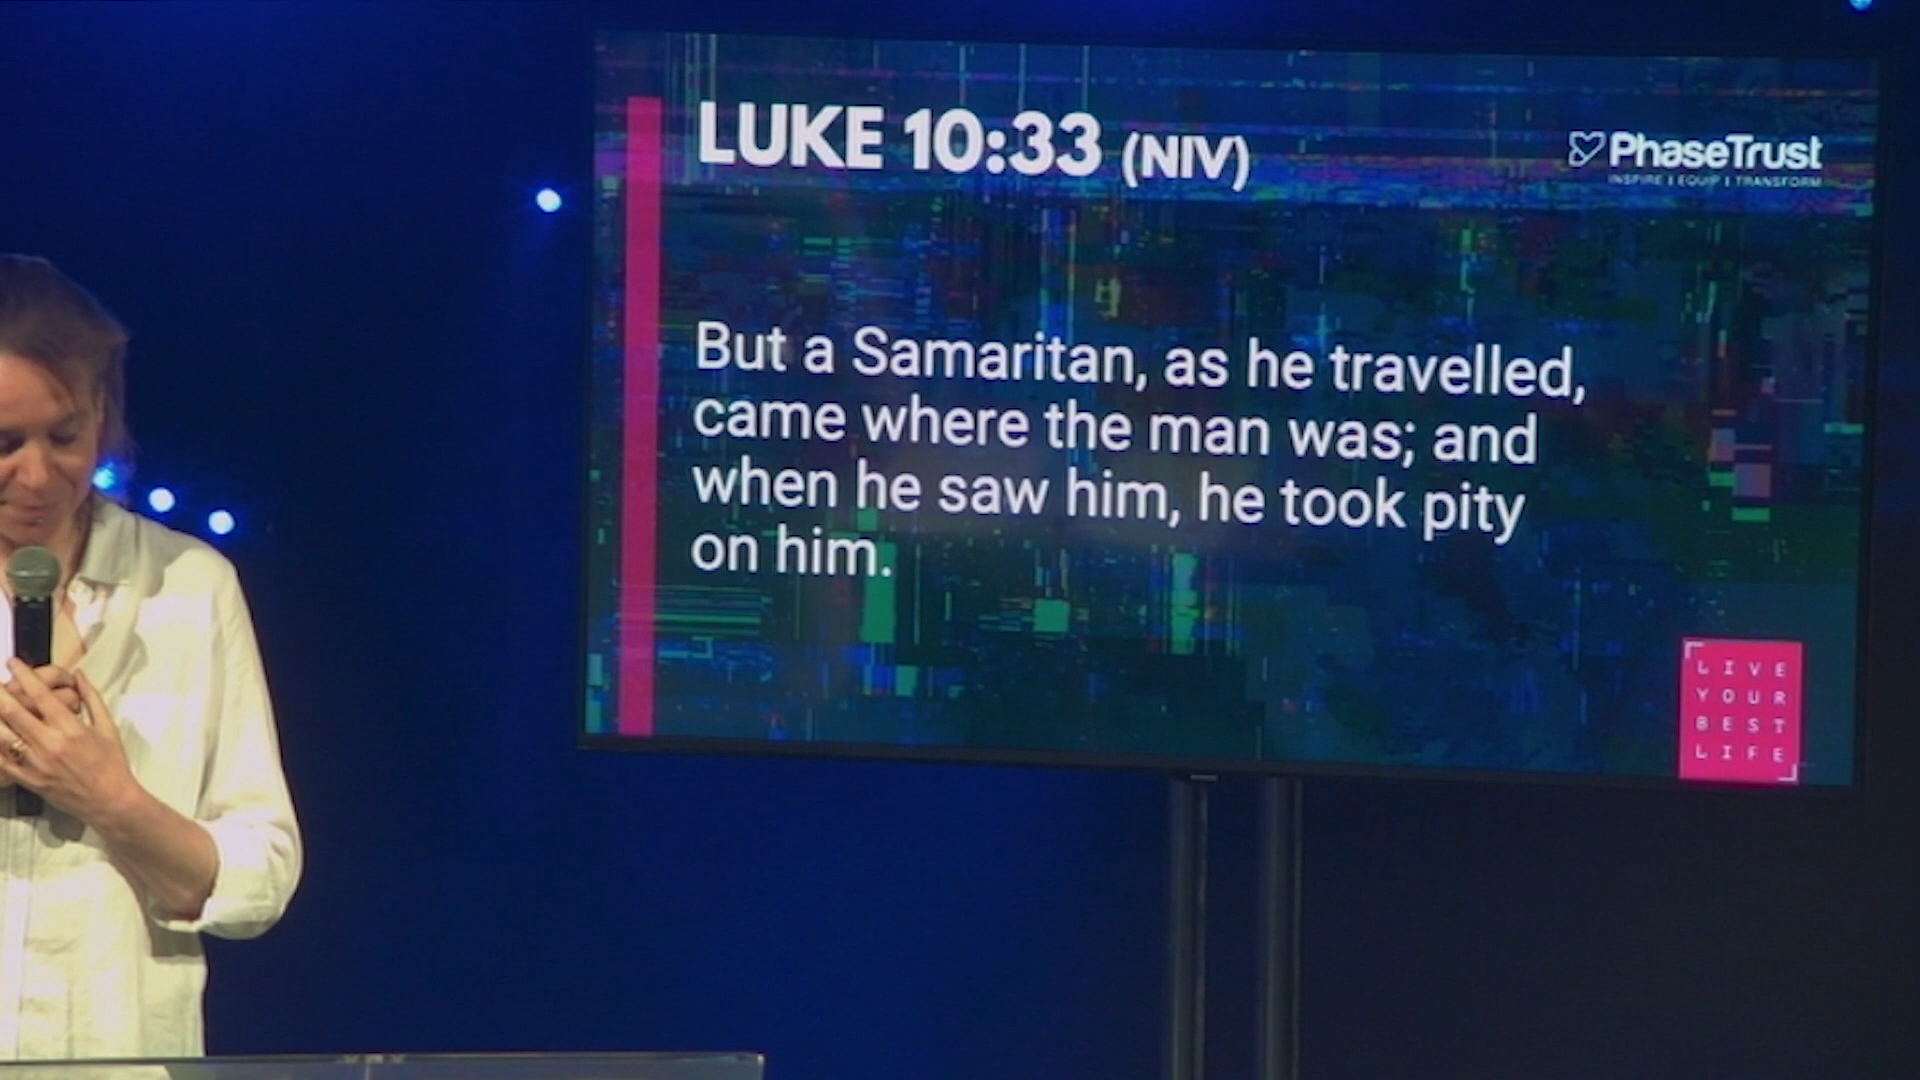 LUKE 10:33 (NIV)
PhaseTrust
INSPIRE | EQUIP | TRANSFORM
But a Samaritan, as he travelled,
came where the man was; and
when he saw him, he took pity
on him.
LIVE
YOUR
BEST
LIFE